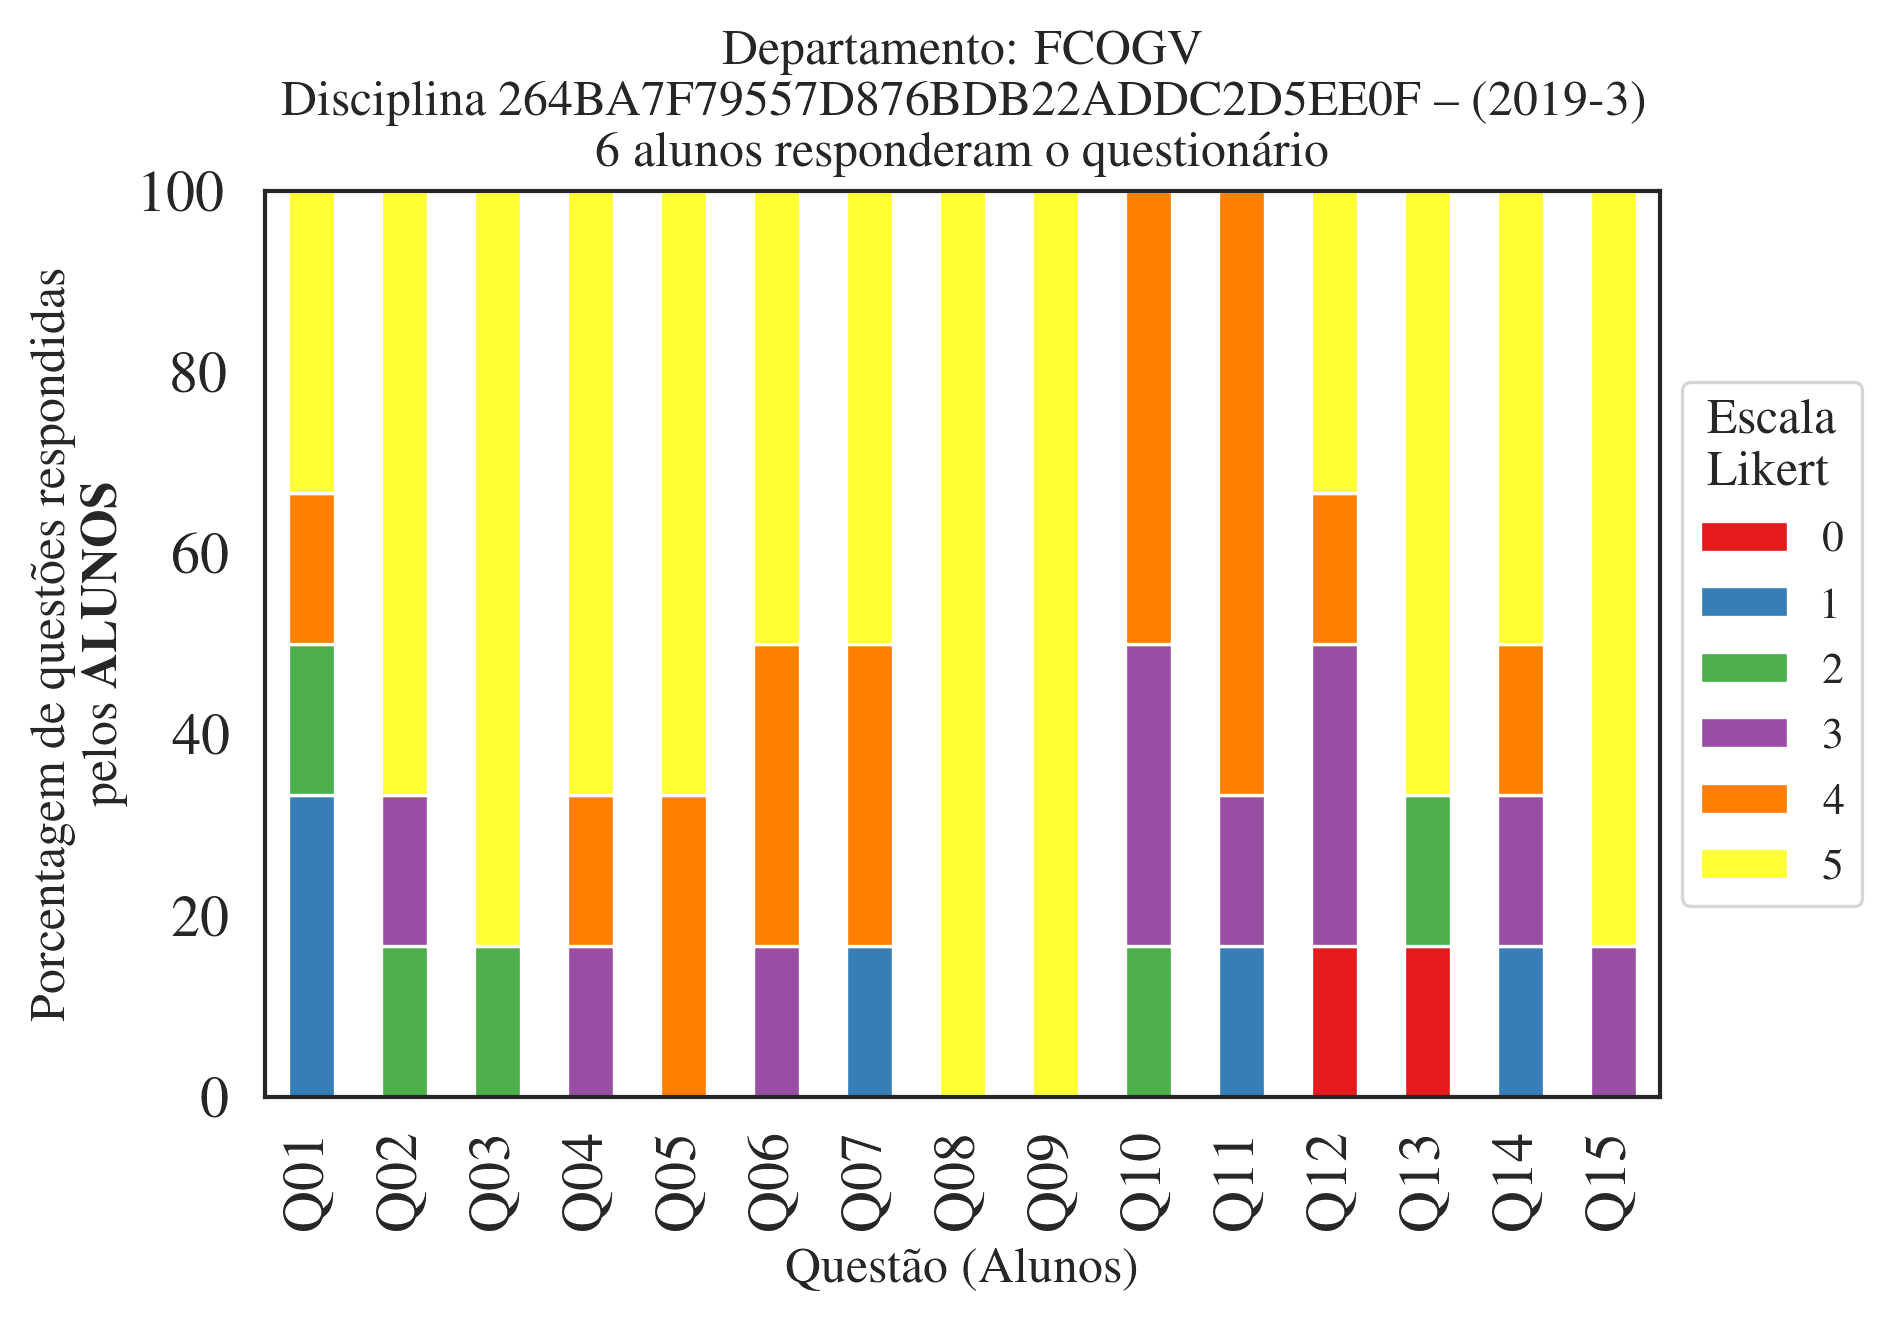 Departamento: FCOGV
Disciplina 264BA7F79557D876BDB22ADDC2D5EE0F – (2019-3)
6 alunos responderam o questionário
Porcentagem de questões respondidas
pelos ALUNOS
100
80
60
40
20
0
Q01
Q02
Q03
Q04
Q05
Q06
Q07
Q08
Q09
Q10
Q11
Q12
Q13
Q14
Q15
Questão (Alunos)
Escala
Likert
0
1
2
3
4
5